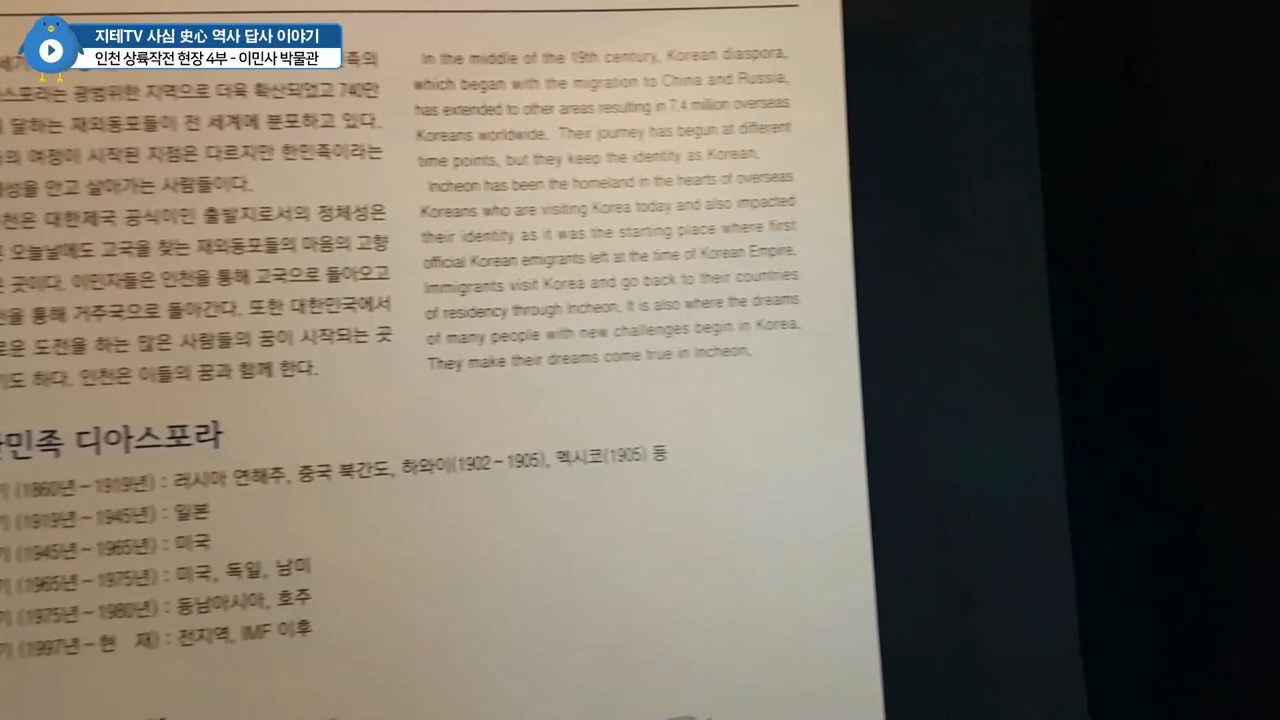 지테TV 사심 史心 역사 답사 이야기
인천 상륙작전 현장 4부 - 이민사 박물관
족의
스포라는 광범위한 지역으로 더욱 확산되었고 740만
달하는 재외동포들이 전 세계에 분포하고 있다.
의 여정이 시작된 지점은 다르지만 한민족이라는
성을 안고 살아가는 사람들이다.
천은 대한제국 공식이민 출발지로서의 정체성은
오늘날에도 고국을 찾는 재외동포들의 마음의 고향
곳이다. 이민자들은 인천을 통해 고국으로 돌아오고
을 통해 거주국으로 돌아간다. 또한 대한민국에서
로운 도전을 하는 많은 사람들의 꿈이 시작되는 곳
기도 하다. 인천은 이들의 꿈과 함께 한다.
In the middle of the 19th century, Korean diaspora,
which began with the migration to China and Russia,
has extended to other areas resulting in 7.4 million overseas
Koreans worldwide. Their journey has begun at different
time points, but they keep the identity as Korean.
Incheon has been the homeland in the hearts of overseas
Koreans who are visiting Korea today and also impacted
their identity as it was the starting place where first
official Korean emigrants left at the time of Korean Empire.
Immigrants visit Korea and go back to their countries
of residency through Incheon. It is also where the dreams
of many people with new challenges begin in Korea.
They make their dreams come true in Incheon.
민족 디아스포라
기 (1860년~1919년) : 러시아 연해주, 중국 북간도, 하와이(1902~1905), 멕시코(1905) 등
기 (1919년~1945년) : 일본
기 (1945년~1965년) : 미국
기 (1965년~1975년) : 미국, 독일, 남미
기 (1975년~1980년) : 동남아시아, 호주
기 (1997년~현 재) : 전지역, IMF 이후